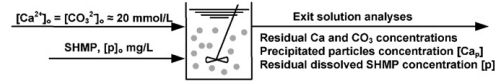 [Ca²⁺]ₒ = [CO₃²⁻]ₒ ≈ 20 mmol/L
SHMP, [p]ₒ mg/L
Exit solution analyses
Residual Ca and CO₃ concentrations
Precipitated particles concentration [Caₚ]
Residual dissolved SHMP concentration [p]